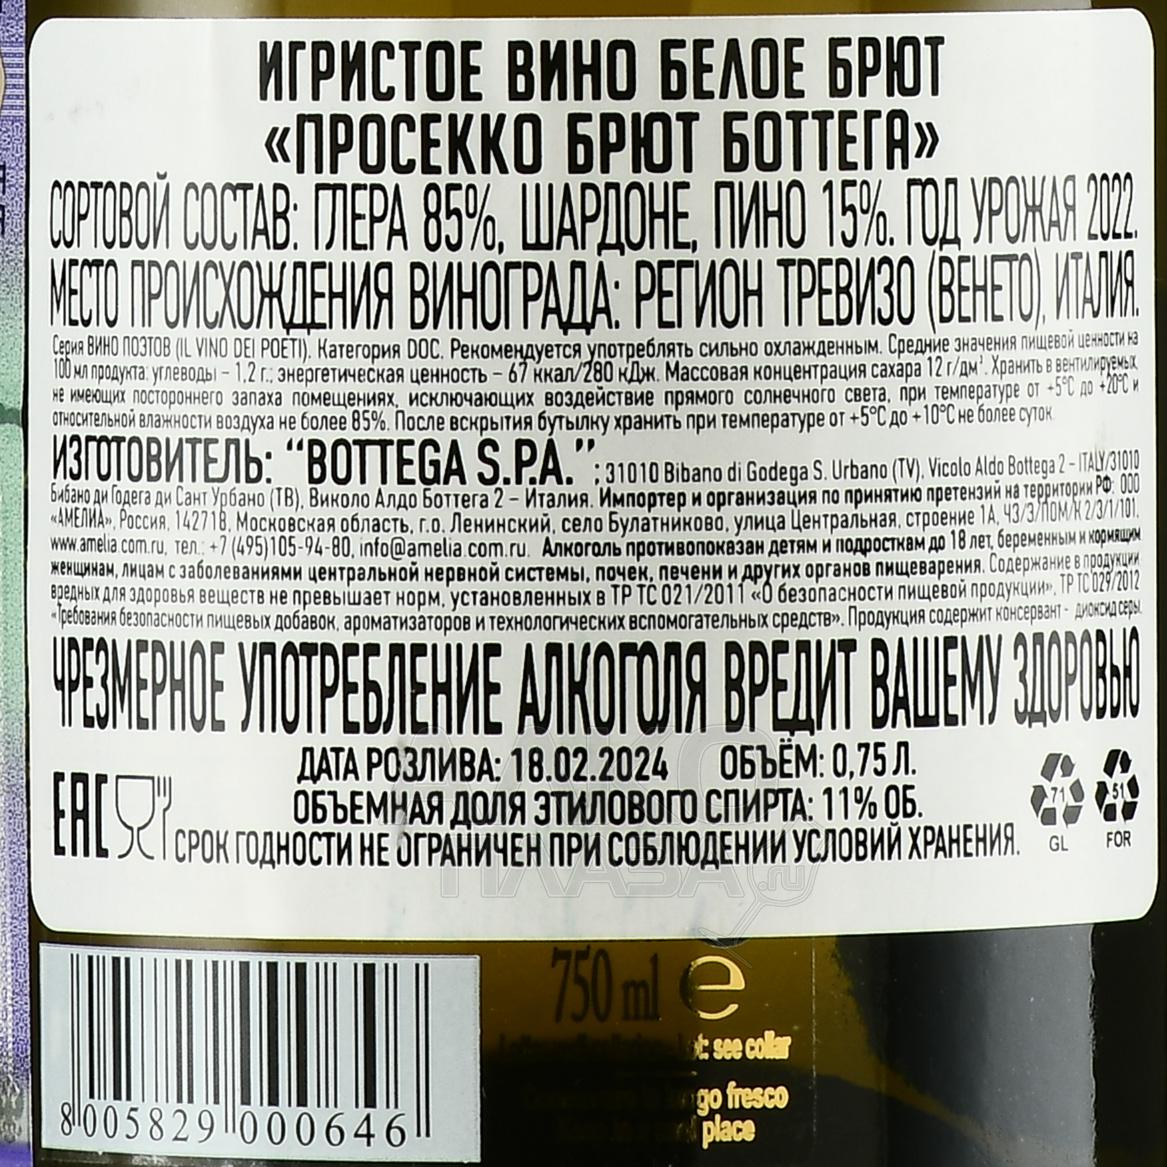 ИГРИСТОЕ ВИНО БЕЛОЕ БРЮТ
«ПРОСЕККО БРЮТ БОТТЕГА»
СОРТОВОЙ СОСТАВ: ГЛЕРА 85%, ШАРДОНЕ, ПИНО 15%. ГОД УРОЖАЯ 2022.
МЕСТО ПРОИСХОЖДЕНИЯ ВИНОГРАДА: РЕГИОН ТРЕВИЗО (ВЕНЕТО), ИТАЛИЯ.
Серия ВИНО ПОЭТОВ (IL VINO DEI POETI). Категория DOC. Рекомендуется употреблять сильно охлажденным. Средние значения пищевой ценности на
100 мл продукта: углеводы – 1,2 г.; энергетическая ценность – 67 ккал/280 кДж. Массовая концентрация сахара 12 г/дм³. Хранить в вентилируемых,
не имеющих постороннего запаха помещениях, исключающих воздействие прямого солнечного света, при температуре от +5°С до +20°С и
относительной влажности воздуха не более 85%. После вскрытия бутылку хранить при температуре от +5°С до +10°С не более суток
ИЗГОТОВИТЕЛЬ: "BOTTEGA S.P.A."; 31010 Bibano di Godega S. Urbano (TV), Vicolo Aldo Bottega 2 – ITALY/31010
Бибано ди Годега ди Сант Урбано (ТВ), Виколо Алдо Боттега 2 – Италия. Импортер и организация по принятию претензий на территории РФ: ООО
«АМЕЛИА», Россия, 142718, Московская область, г.о. Ленинский, село Булатниково, улица Центральная, строение 1А, ЧЗ/Э/ПОМ/К 2/3/1/101,
www.amelia.com.ru, тел.: +7 (495)105-94-80, info@amelia.com.ru. Алкоголь противопоказан детям и подросткам до 18 лет, беременным и кормящим
женщинам, лицам с заболеваниями центральной нервной системы, почек, печени и других органов пищеварения. Содержание в продукции
вредных для здоровья веществ не превышает норм, установленных в ТР ТС 021/2011 «О безопасности пищевой продукции», ТР ТС 029/2012
«Требования безопасности пищевых добавок, ароматизаторов и технологических вспомогательных средств». Продукция содержит консервант - диоксид серы.
ЧРЕЗМЕРНОЕ УПОТРЕБЛЕНИЕ АЛКОГОЛЯ ВРЕДИТ ВАШЕМУ ЗДОРОВЬЮ
ДАТА РОЗЛИВА: 18.02.2024 ОБЪЁМ: 0,75 Л.
ОБЪЕМНАЯ ДОЛЯ ЭТИЛОВОГО СПИРТА: 11% ОБ.
EAC СРОК ГОДНОСТИ НЕ ОГРАНИЧЕН ПРИ СОБЛЮДЕНИИ УСЛОВИЙ ХРАНЕНИЯ.
71 51
GL FOR
АЛКО
ПЛАЗА.ru
750 ml e
see collar
go fresco
place
8 005829 000646